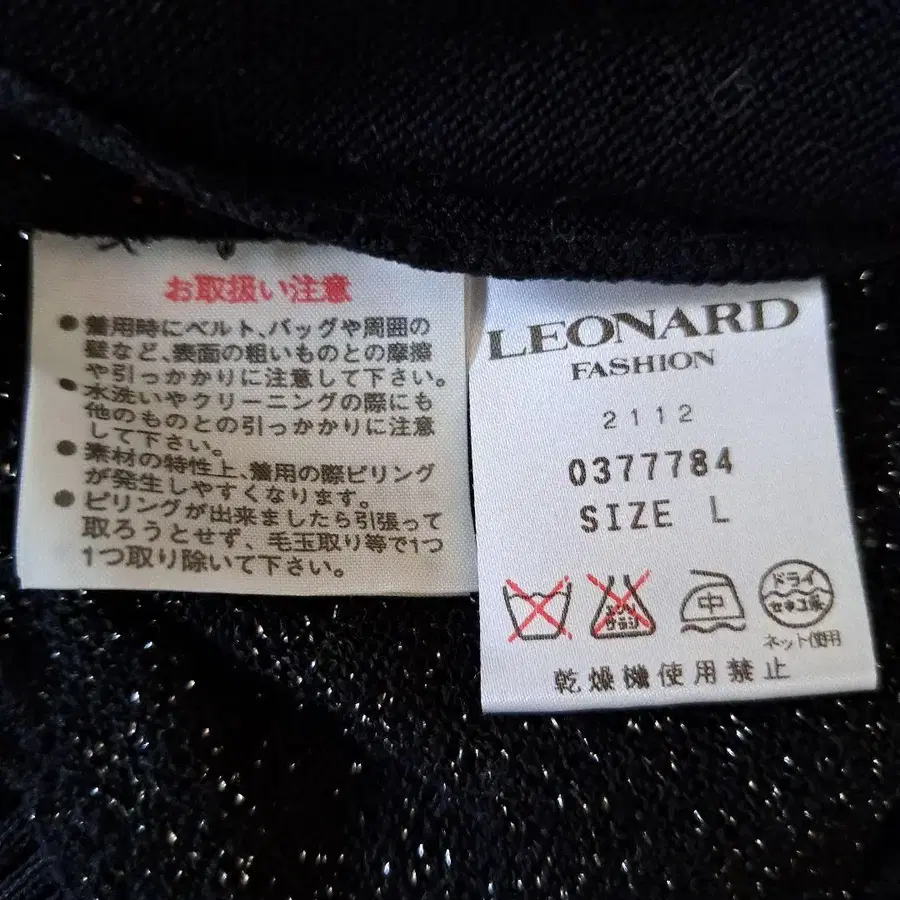 お取扱い注意
● 着用時にベルト、バッグや周囲の
壁など、表面の粗いものとの摩擦
や引っかかりに注意して下さい。
● 水洗いやクリーニングの際にも
他のものとの引っかかりに注意
して下さい。
● 素材の特性上、着用の際ピリング
が発生しやすくなります。
● ピリングが出来ましたら引張って
取ろうとせず、毛玉取り等で1つ
1つ取り除いて下さい。
LEONARD
FASHION
2112
0377784
SIZE L
エンソ
サラシ
中
ドライ
セキユ系
ネット使用
乾燥機使用禁止